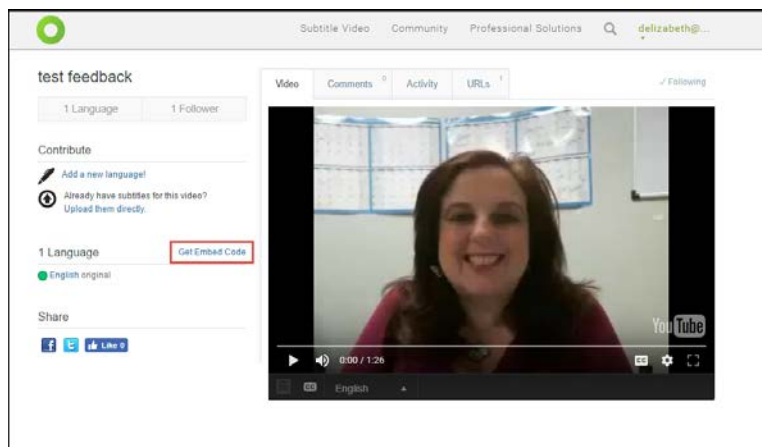 Subtitle Video Community Professional Solutions delizabeth@...
test feedback
1 Language 1 Follower
Video Comments 0 Activity URLs 1 ✓ Following
Contribute
Add a new language!
Already have subtitles for this video?
Upload them directly.
1 Language Get Embed Code
English original
Share
Like 0
YouTube
0:00 / 1:26 CC
CC English